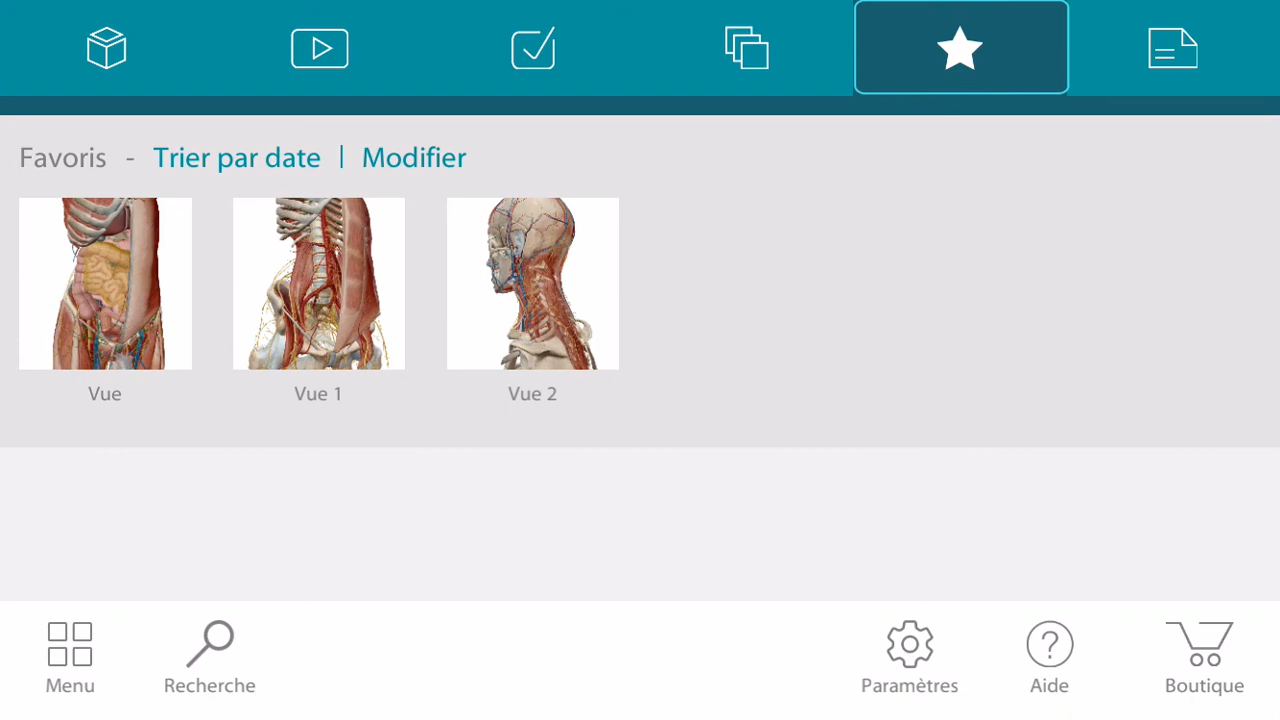 Favoris - Trier par date | Modifier
Vue
Vue 1
Vue 2
Menu
Recherche
Paramètres
Aide
Boutique